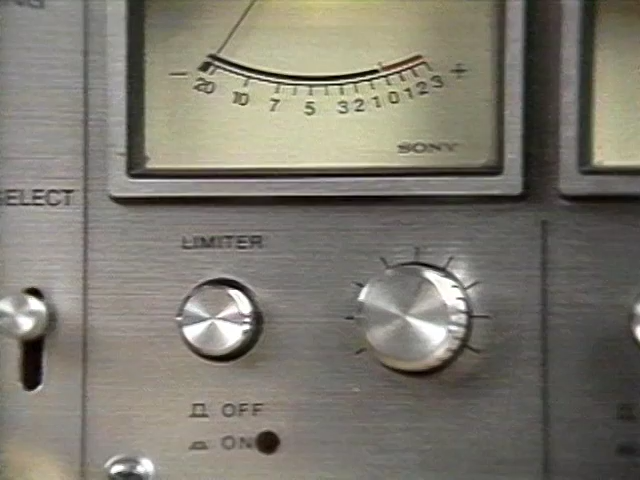 − 20 10 7 5 3 2 1 0 1 2 3 +
SONY
SELECT
LIMITER
OFF
ON